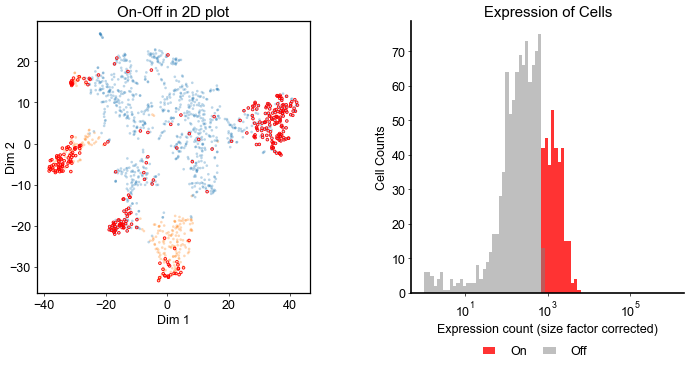 On-Off in 2D plot
Dim 2
20
10
0
−10
−20
−30
−40
−20
0
20
40
Dim 1
Expression of Cells
Cell Counts
70
60
50
40
30
20
10
0
10^1
10^3
10^5
Expression count (size factor corrected)
On
Off